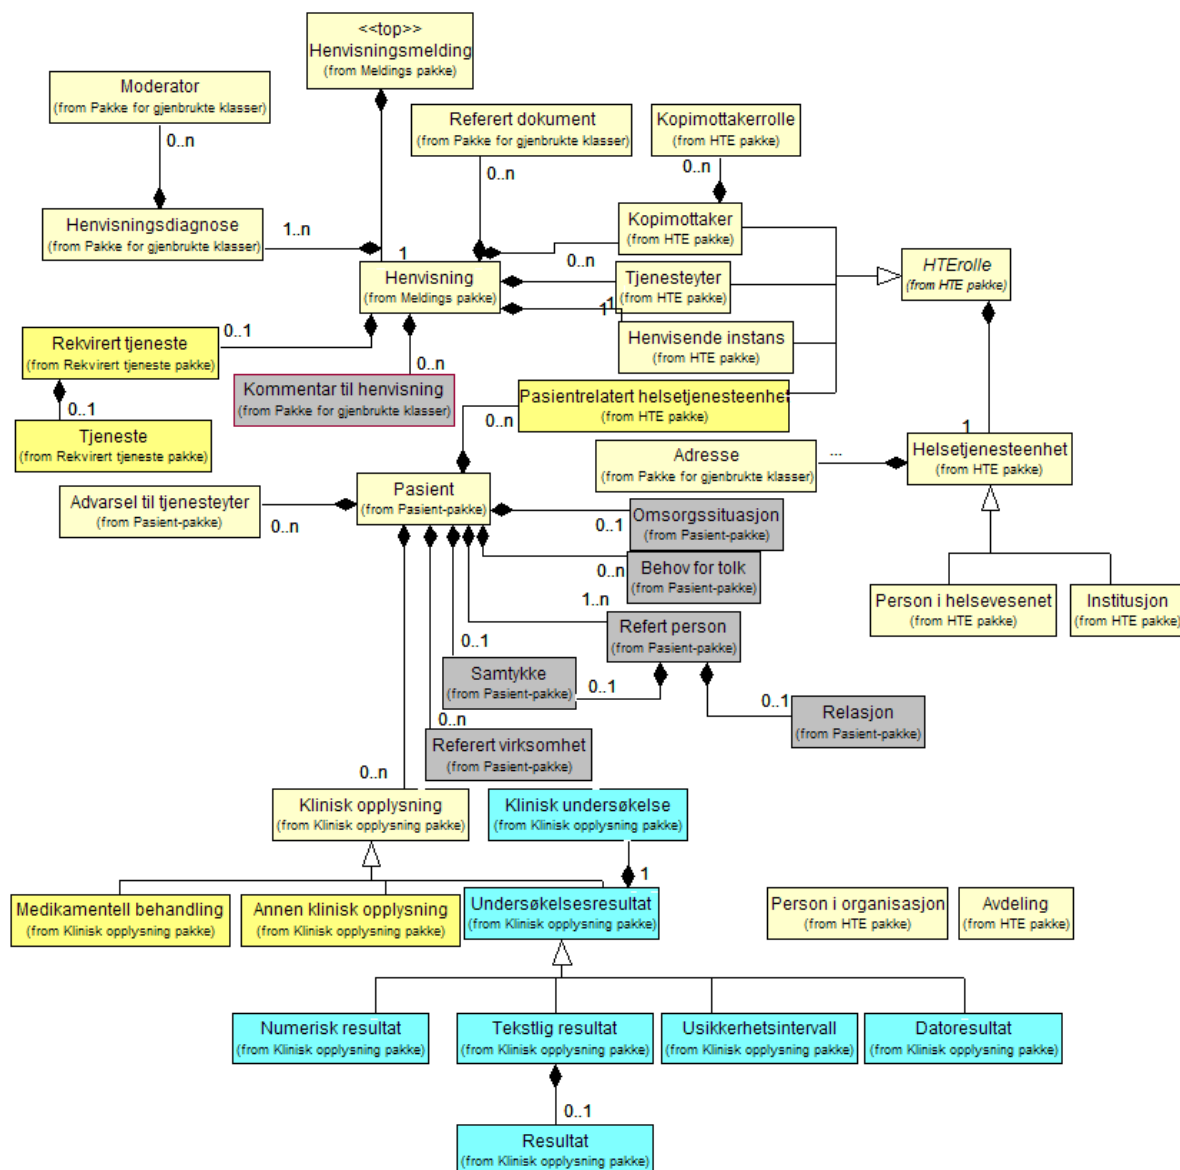 <<top>>
Henvisningsmelding
(from Meldings pakke)
Moderator
(from Pakke for gjenbrukte klasser)
0..n
Referert dokument
(from Pakke for gjenbrukte klasser)
0..n
Kopimottakerrolle
(from HTE pakke)
0..n
Henvisningsdiagnose
(from Pakke for gjenbrukte klasser)
1..n
1
Kopimottaker
(from HTE pakke)
0..n
Henvisning
(from Meldings pakke)
Tjenesteyter
(from HTE pakke)
1
1
HTErolle
(from HTE pakke)
Henvisende instans
(from HTE pakke)
Rekvirert tjeneste
(from Rekvirert tjeneste pakke)
0..1
0..n
Kommentar til henvisning
(from Pakke for gjenbrukte klasser)
Pasientrelatert helsetjenesteenhet
(from HTE pakke)
0..n
0..1
Tjeneste
(from Rekvirert tjeneste pakke)
1
Helsetjenesteenhet
(from HTE pakke)
Adresse
(from Pakke for gjenbrukte klasser)
...
Advarsel til tjenesteyter
(from Pasient-pakke)
0..n
Pasient
(from Pasient-pakke)
Omsorgssituasjon
(from Pasient-pakke)
0..1
Behov for tolk
(from Pasient-pakke)
0..n
Person i helsevesenet
(from HTE pakke)
Institusjon
(from HTE pakke)
1..n
Refert person
(from Pasient-pakke)
0..1
Samtykke
(from Pasient-pakke)
0..1
0..1
Relasjon
(from Pasient-pakke)
0..n
Referert virksomhet
(from Pasient-pakke)
0..n
Klinisk opplysning
(from Klinisk opplysning pakke)
Klinisk undersøkelse
(from Klinisk opplysning pakke)
1
Medikamentell behandling
(from Klinisk opplysning pakke)
Annen klinisk opplysning
(from Klinisk opplysning pakke)
Undersøkelsesresultat
(from Klinisk opplysning pakke)
Person i organisasjon
(from HTE pakke)
Avdeling
(from HTE pakke)
Numerisk resultat
(from Klinisk opplysning pakke)
Tekstlig resultat
(from Klinisk opplysning pakke)
Usikkerhetsintervall
(from Klinisk opplysning pakke)
Datoresultat
(from Klinisk opplysning pakke)
0..1
Resultat
(from Klinisk opplysning pakke)